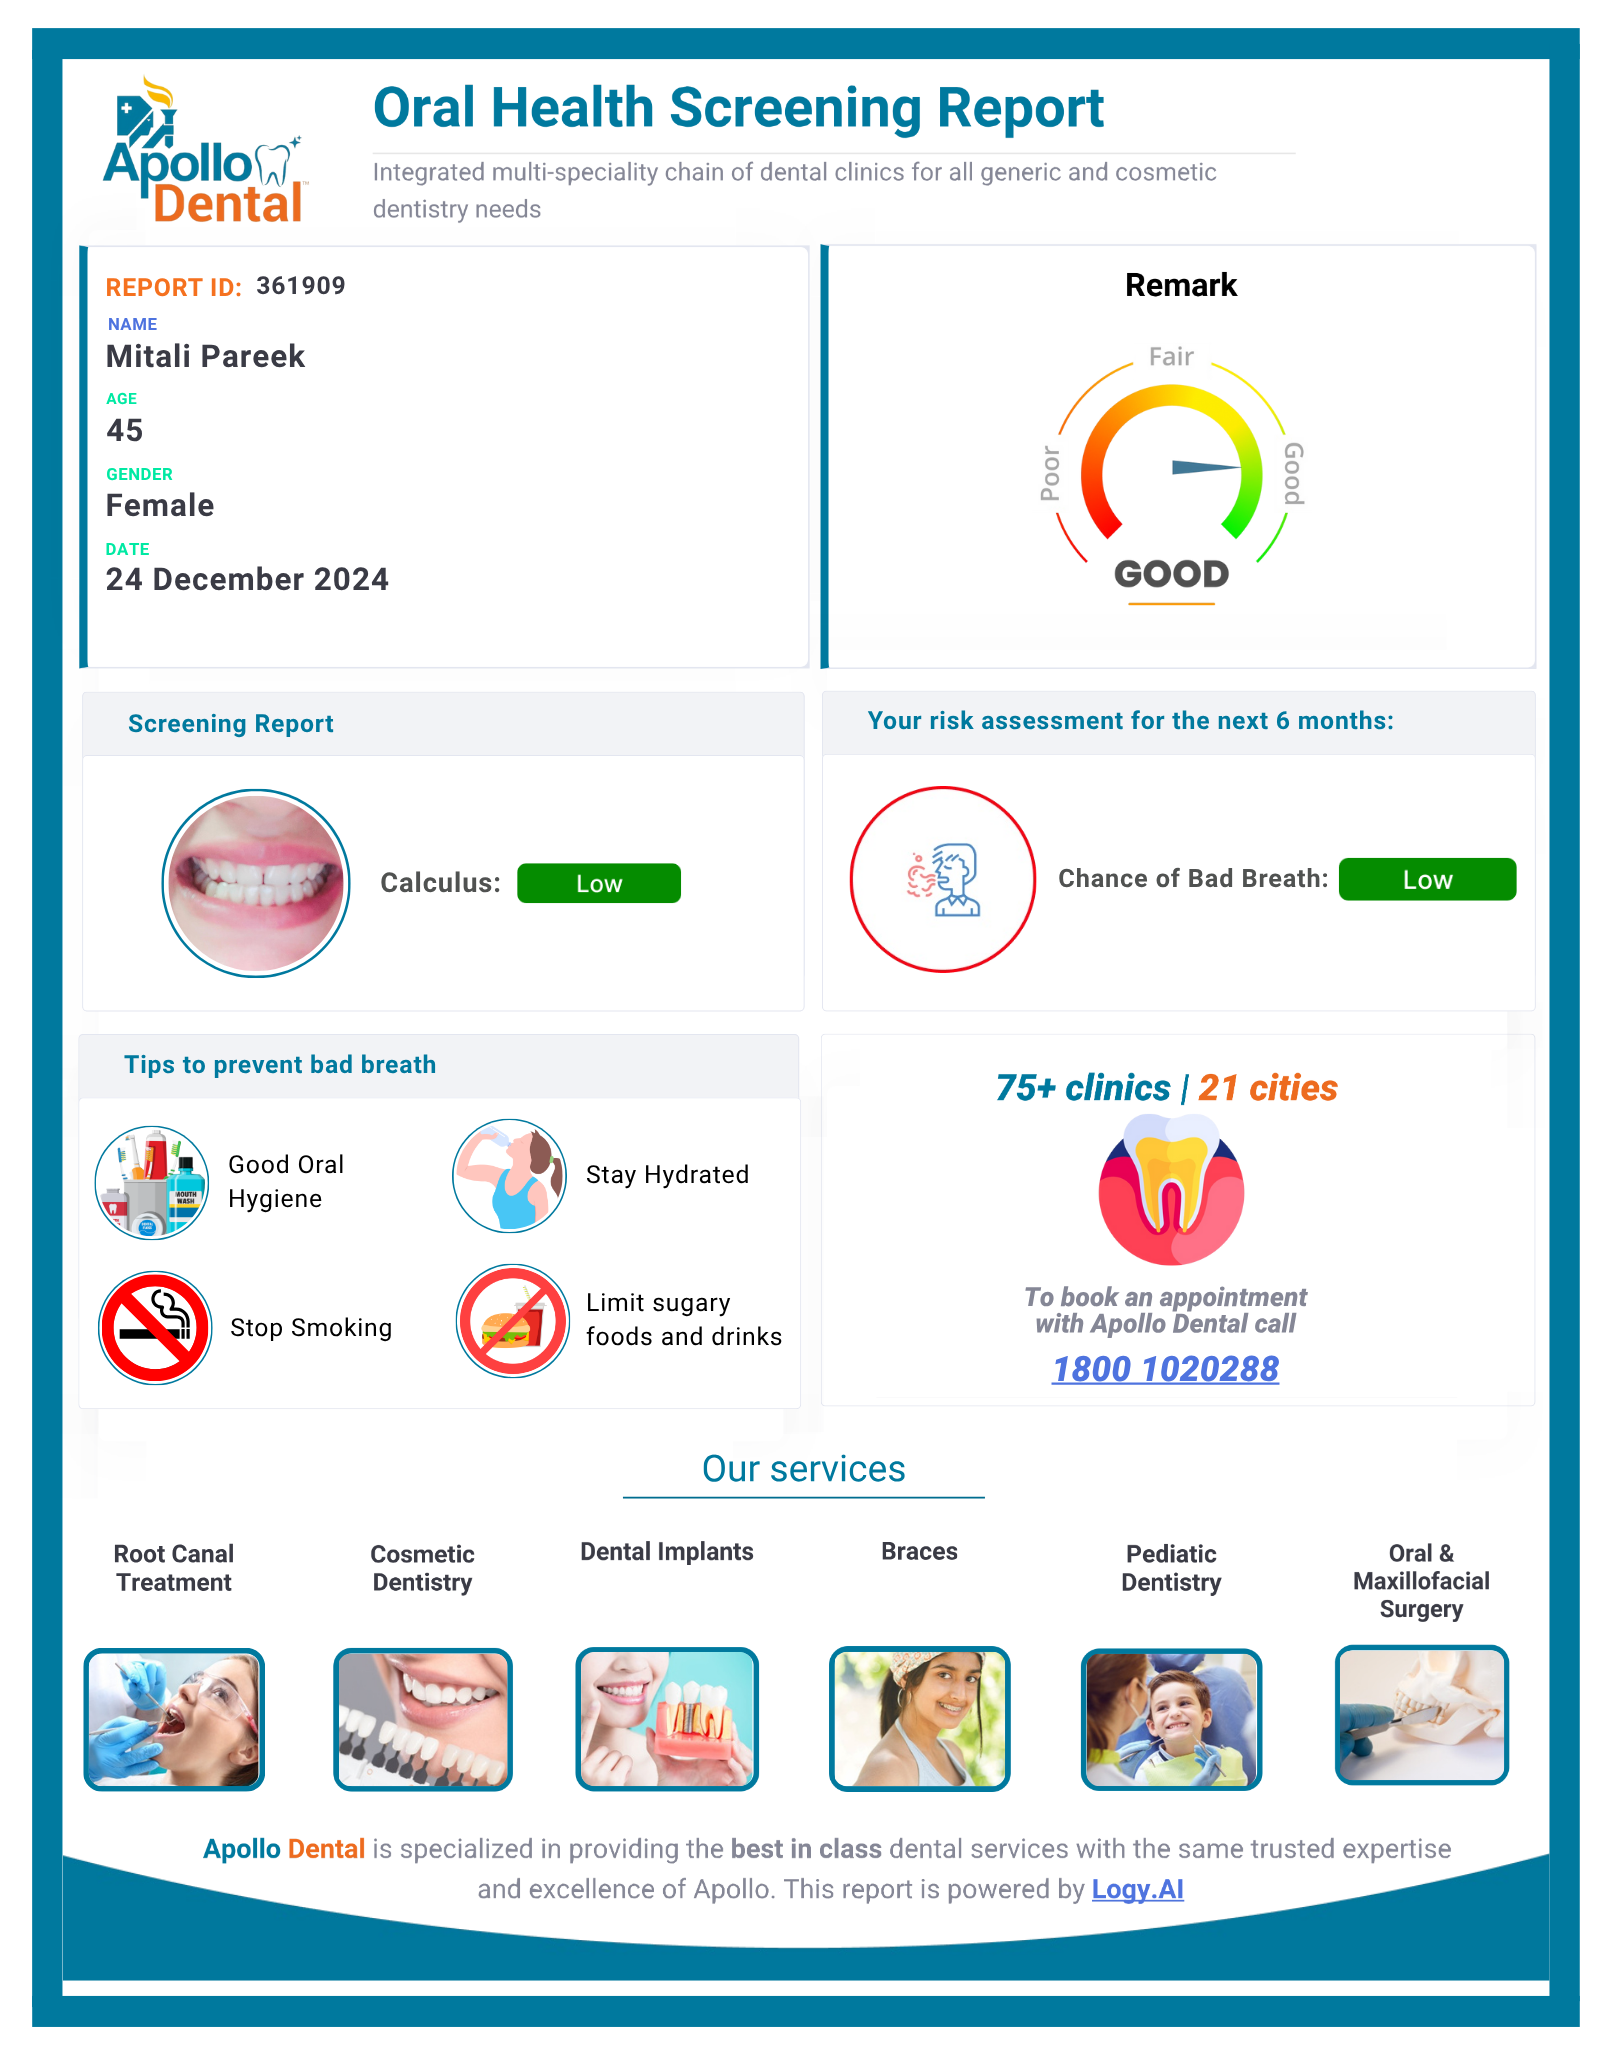 Apollo
Dental
Oral Health Screening Report
Integrated multi-speciality chain of dental clinics for all generic and cosmetic
dentistry needs
REPORT ID: 361909
NAME
Mitali Pareek
AGE
45
GENDER
Female
DATE
24 December 2024
Remark
Fair
Poor
Good
GOOD
Screening Report
Calculus: Low
Your risk assessment for the next 6 months:
Chance of Bad Breath: Low
Tips to prevent bad breath
MOUTH
WASH
Good Oral
Hygiene
Stay Hydrated
Stop Smoking
Limit sugary
foods and drinks
75+ clinics | 21 cities
To book an appointment
with Apollo Dental call
1800 1020288
Our services
Root Canal
Treatment
Cosmetic
Dentistry
Dental Implants
Braces
Pediatic
Dentistry
Oral &
Maxillofacial
Surgery
Apollo Dental is specialized in providing the best in class dental services with the same trusted expertise
and excellence of Apollo. This report is powered by Logy.AI